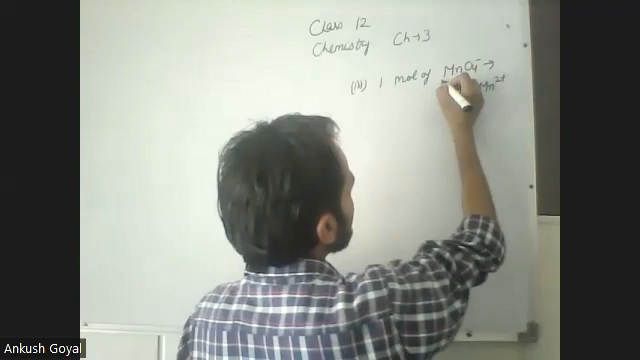 Class 12
Chemistry Ch→3
(iii) 1 mol of MnO₄⁻ →
Mn²⁺
Ankush Goyal